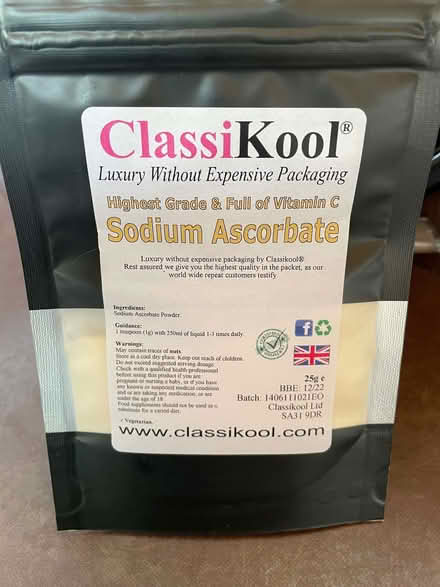 ClassiKool®
Luxury Without Expensive Packaging
Highest Grade & Full of Vitamin C
Sodium Ascorbate
Luxury without expensive packaging by Classikool®
Rest assured we give you the highest quality in the packet, as our
world wide repeat customers testify.
Ingredients:
Sodium Ascorbate Powder.
Guidance:
1 teaspoon (1g) with 250ml of liquid 1-3 times daily.
Warnings:
May contain traces of nuts
Store in a cool dry place. Keep out reach of children.
Do not exceed suggested serving dosage.
Check with a qualified health professional
before using this product if you are
pregnant or nursing a baby, or if you have
any known or suspected medical condition
and or are taking any medication, or are
under the age of 18.
Food supplements should not be used as a
substitute for a varied diet.
√ Vegetarian.
f
25g e
BBE: 12/22
Batch: 1406111021EO
Classikool Ltd
SA31 9DR
www.classikool.com